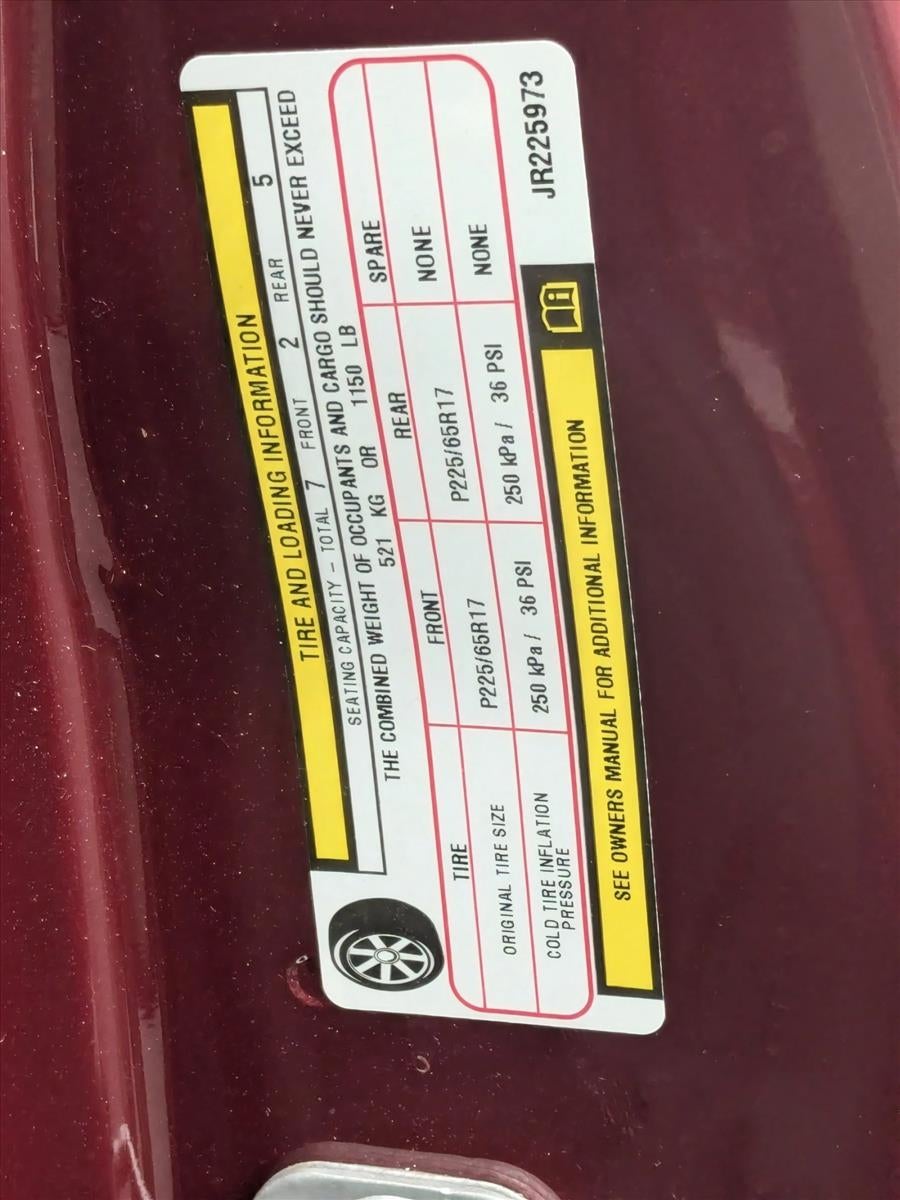 TIRE AND LOADING INFORMATION
SEATING CAPACITY – TOTAL 7 FRONT 2 REAR 5
THE COMBINED WEIGHT OF OCCUPANTS AND CARGO SHOULD NEVER EXCEED
521 KG OR 1150 LB
TIRE FRONT REAR SPARE
ORIGINAL TIRE SIZE P225/65R17 P225/65R17 NONE
COLD TIRE INFLATION
PRESSURE 250 kPa / 36 PSI 250 kPa / 36 PSI NONE
SEE OWNERS MANUAL FOR ADDITIONAL INFORMATION
JR225973